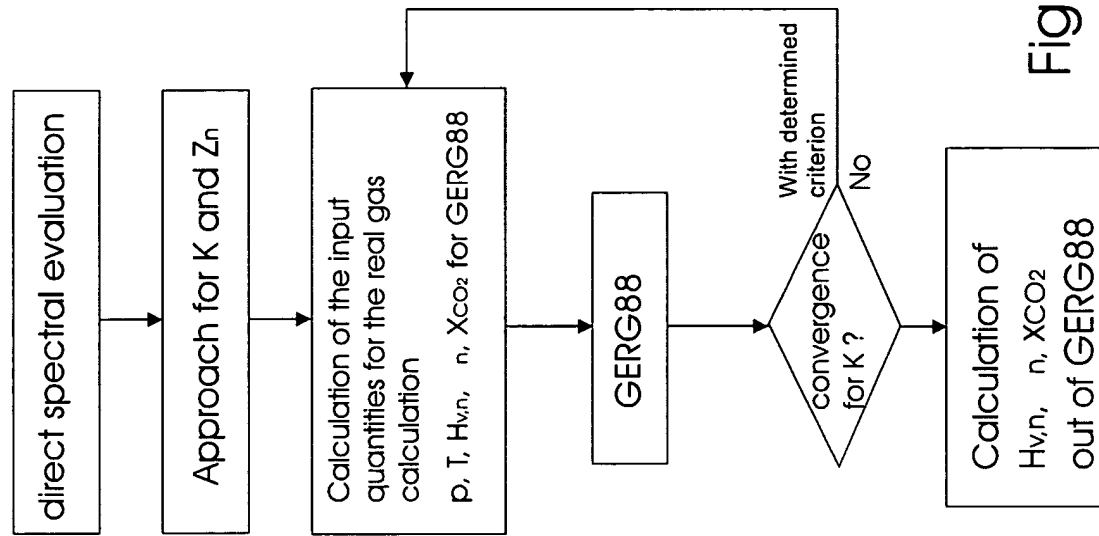 direct spectral evaluation
Approach for K and Zn
Calculation of the input
quantities for the real gas
calculation
p, T, Hv,n, n, XCO2 for GERG88
GERG88
convergence
for K ?
With determined
criterion
No
Calculation of
Hv,n, n, XCO2
out of GERG88
Fig